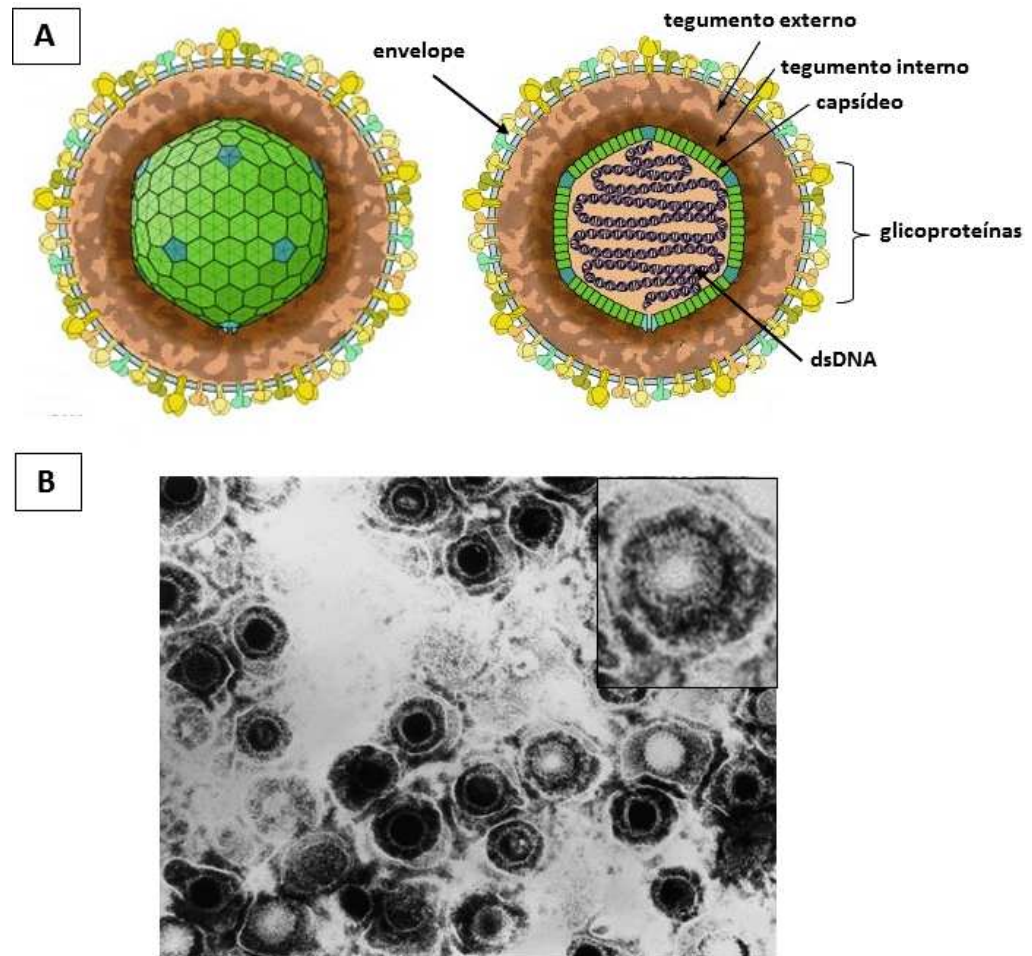 A
tegumento externo
envelope
tegumento interno
capsídeo
glicoproteínas
dsDNA
B